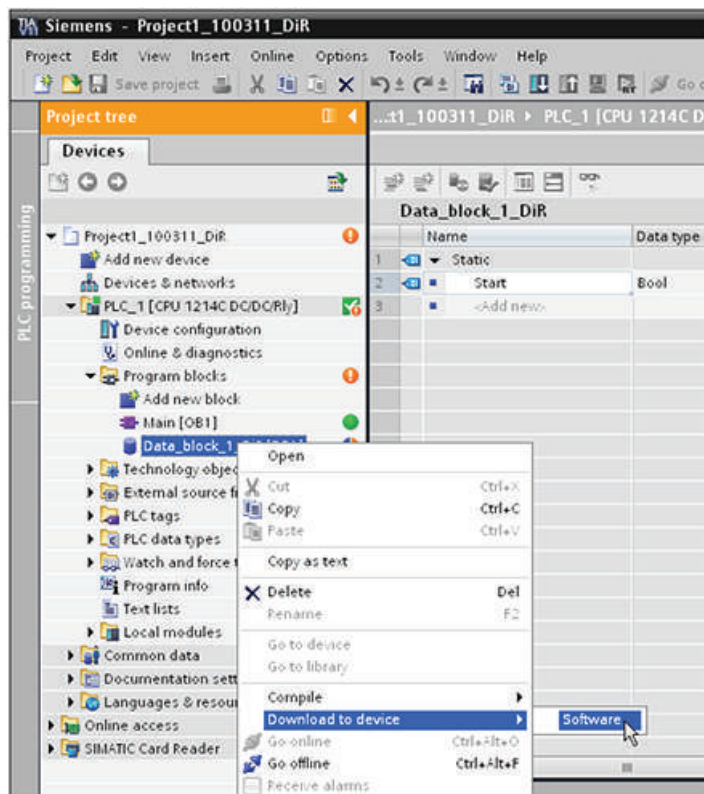 Siemens - Project1_100311_DiR
Project Edit View Insert Online Options Tools Window Help
Save project Go o
Project tree
...t1_100311_DiR ▸ PLC_1 [CPU 1214C D
Devices
PLC programming
Data_block_1_DiR
Name Data type
1 Static
2 Start Bool
3 <Add new>
Project1_100311_DiR
Add new device
Devices & networks
PLC_1 [CPU 1214C DC/DC/Rly]
Device configuration
Online & diagnostics
Program blocks
Add new block
Main [OB1]
Data_block_1
Technology objec
External source f
PLC tags
PLC data types
Watch and force t
Program info
Text lists
Local modules
Common data
Documentation sett
Languages & resour
Online access
SIMATIC Card Reader
Open
Cut Ctrl+X
Copy Ctrl+C
Paste Ctrl+V
Copy as text
Delete Del
Rename F2
Go to device
Go to library
Compile
Download to device
Software
Go online Ctrl+Alt+O
Go offline Ctrl+Alt+F
Receive alarms